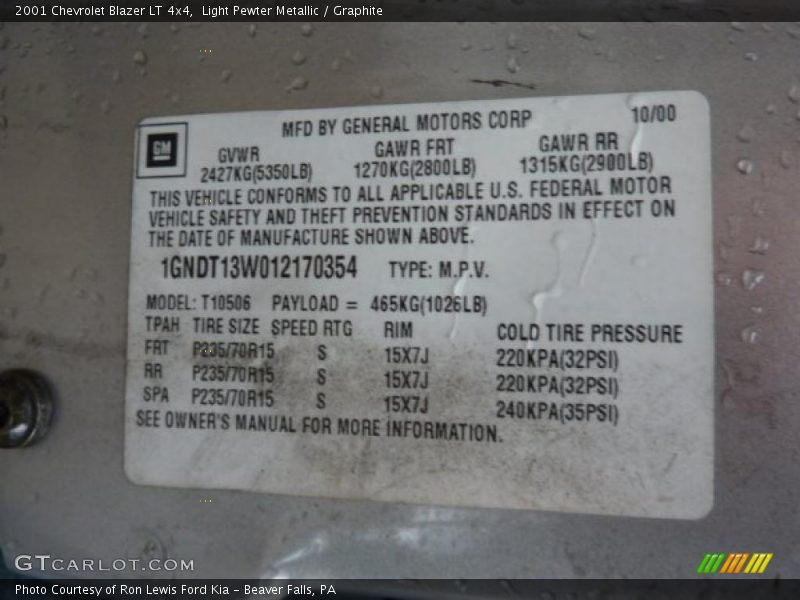 2001 Chevrolet Blazer LT 4x4,  Light Pewter Metallic / Graphite
MFD BY GENERAL MOTORS CORP 10/00
GM
GVWR GAWR FRT GAWR RR
2427KG(5350LB) 1270KG(2800LB) 1315KG(2900LB)
THIS VEHICLE CONFORMS TO ALL APPLICABLE U.S. FEDERAL MOTOR
VEHICLE SAFETY AND THEFT PREVENTION STANDARDS IN EFFECT ON
THE DATE OF MANUFACTURE SHOWN ABOVE.
1GNDT13W012170354 TYPE: M.P.V.
MODEL: T10506 PAYLOAD = 465KG(1026LB)
TPAH TIRE SIZE SPEED RTG RIM COLD TIRE PRESSURE
FRT P235/70R15 S 15X7J 220KPA(32PSI)
RR P235/70R15 S 15X7J 220KPA(32PSI)
SPA P235/70R15 S 15X7J 240KPA(35PSI)
SEE OWNER'S MANUAL FOR MORE INFORMATION.
GTCARLOT.COM
Photo Courtesy of Ron Lewis Ford Kia - Beaver Falls, PA